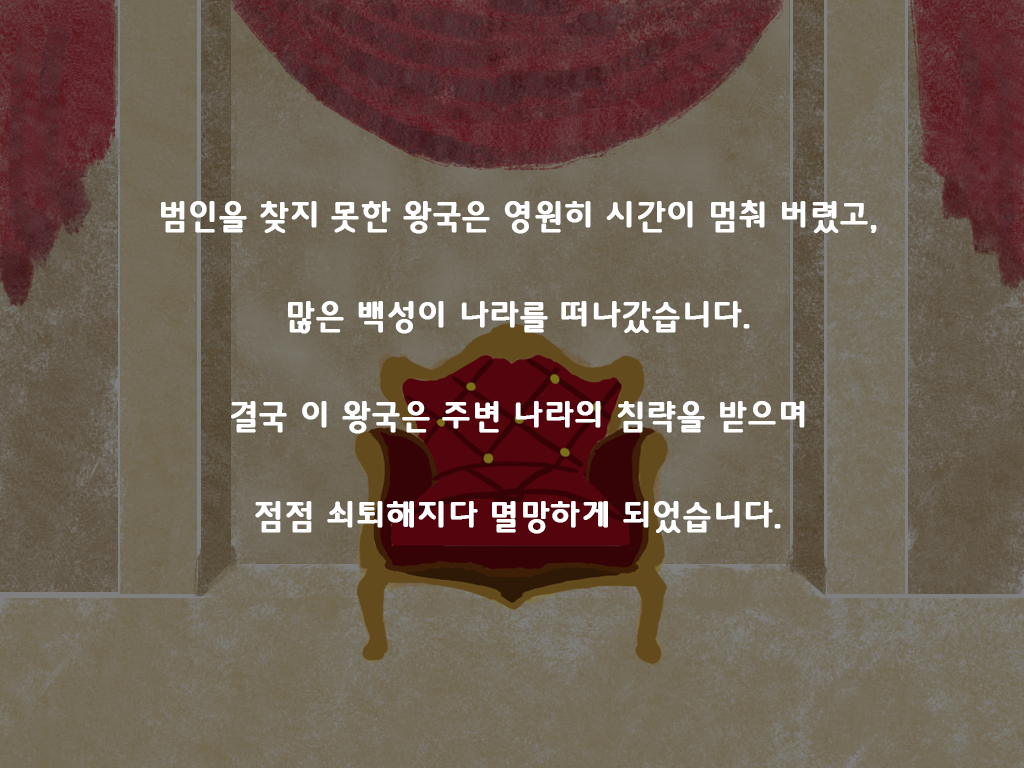 범인을 찾지 못한 왕국은 영원히 시간이 멈춰 버렸고,
많은 백성이 나라를 떠나갔습니다.
결국 이 왕국은 주변 나라의 침략을 받으며
점점 쇠퇴해지다 멸망하게 되었습니다.